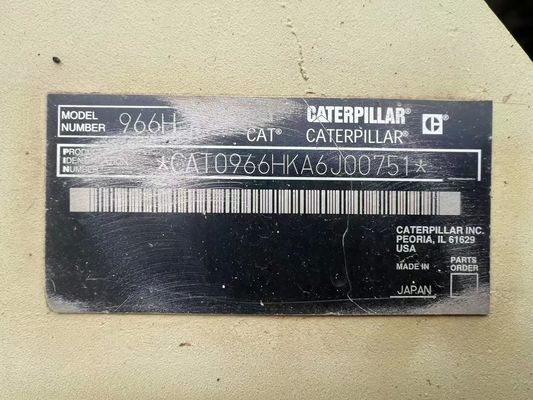 MODEL NUMBER 966H
CATERPILLAR®
CAT® CATERPILLAR® C
PRODUCT IDENTIFICATION NUMBER *CAT0966HKA6J00751*
CATERPILLAR INC.
PEORIA, IL 61629
USA
MADE IN
JAPAN
PARTS ORDER